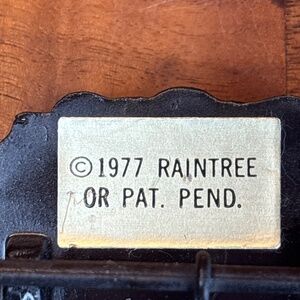 ©1977 RAINTREE
OR PAT. PEND.